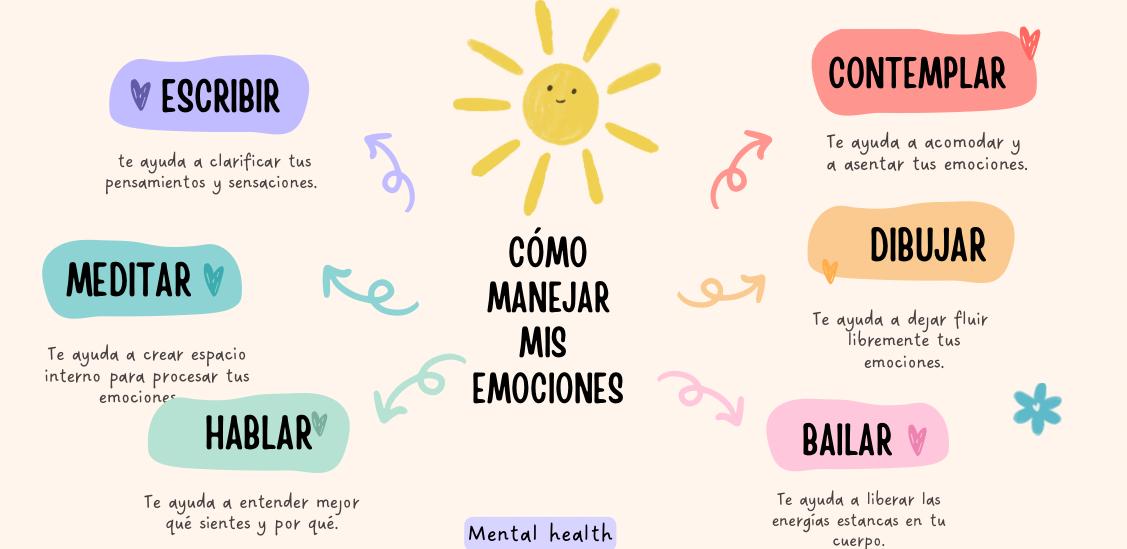 ESCRIBIR
te ayuda a clarificar tus
pensamientos y sensaciones.
MEDITAR
Te ayuda a crear espacio
interno para procesar tus
emociones
HABLAR
Te ayuda a entender mejor
qué sientes y por qué.
CÓMO
MANEJAR
MIS
EMOCIONES
Mental health
CONTEMPLAR
Te ayuda a acomodar y
a asentar tus emociones.
DIBUJAR
Te ayuda a dejar fluir
libremente tus
emociones.
BAILAR
Te ayuda a liberar las
energías estancas en tu
cuerpo.